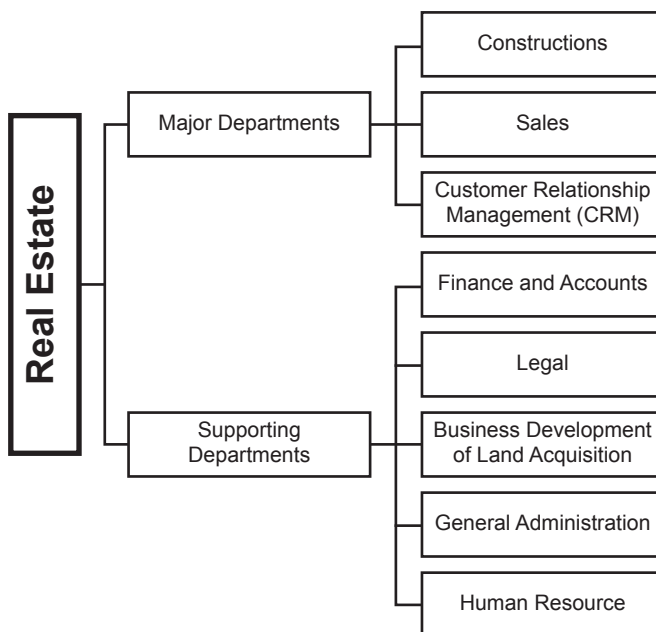 Real Estate
Major Departments
Constructions
Sales
Customer Relationship
Management (CRM)
Supporting
Departments
Finance and Accounts
Legal
Business Development
of Land Acquisition
General Administration
Human Resource